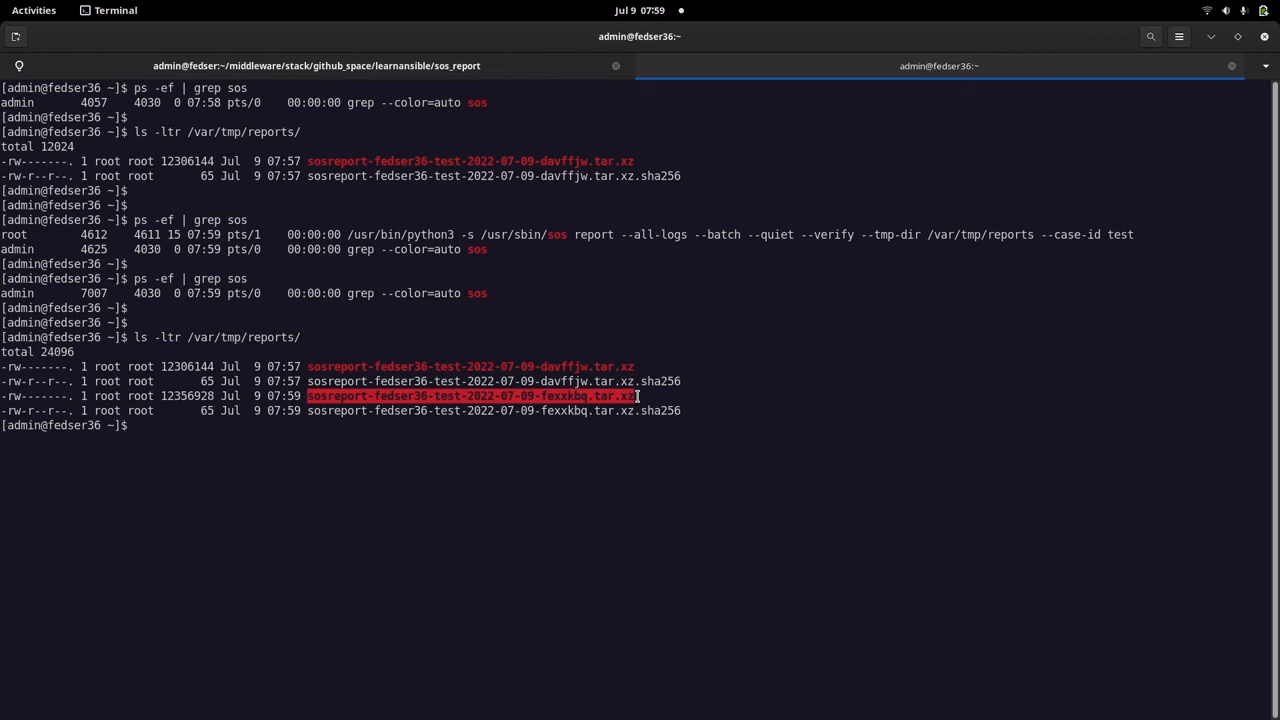 Activities Terminal Jul 9 07:59
admin@fedser36:~
admin@fedser:~/middleware/stack/github_space/learnansible/sos_report admin@fedser36:~
[admin@fedser36 ~]$ ps -ef | grep sos
admin 4057 4030 0 07:58 pts/0 00:00:00 grep --color=auto sos
[admin@fedser36 ~]$
[admin@fedser36 ~]$ ls -ltr /var/tmp/reports/
total 12024
-rw-------. 1 root root 12306144 Jul 9 07:57 sosreport-fedser36-test-2022-07-09-davffjw.tar.xz
-rw-r--r--. 1 root root 65 Jul 9 07:57 sosreport-fedser36-test-2022-07-09-davffjw.tar.xz.sha256
[admin@fedser36 ~]$
[admin@fedser36 ~]$
[admin@fedser36 ~]$ ps -ef | grep sos
root 4612 4611 15 07:59 pts/1 00:00:00 /usr/bin/python3 -s /usr/sbin/sos report --all-logs --batch --quiet --verify --tmp-dir /var/tmp/reports --case-id test
admin 4625 4030 0 07:59 pts/0 00:00:00 grep --color=auto sos
[admin@fedser36 ~]$
[admin@fedser36 ~]$ ps -ef | grep sos
admin 7007 4030 0 07:59 pts/0 00:00:00 grep --color=auto sos
[admin@fedser36 ~]$
[admin@fedser36 ~]$
[admin@fedser36 ~]$ ls -ltr /var/tmp/reports/
total 24096
-rw-------. 1 root root 12306144 Jul 9 07:57 sosreport-fedser36-test-2022-07-09-davffjw.tar.xz
-rw-r--r--. 1 root root 65 Jul 9 07:57 sosreport-fedser36-test-2022-07-09-davffjw.tar.xz.sha256
-rw-------. 1 root root 12356928 Jul 9 07:59 sosreport-fedser36-test-2022-07-09-fexxkbq.tar.xz
-rw-r--r--. 1 root root 65 Jul 9 07:59 sosreport-fedser36-test-2022-07-09-fexxkbq.tar.xz.sha256
[admin@fedser36 ~]$